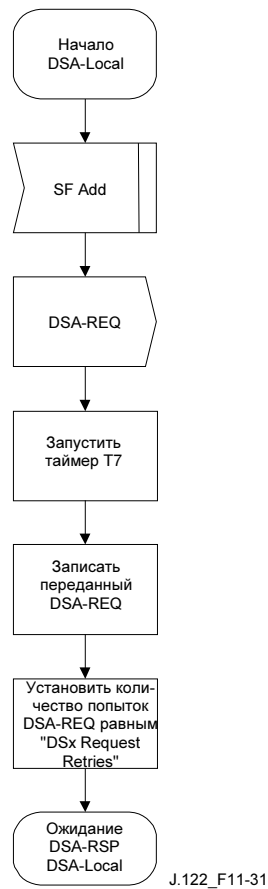 Начало
DSA-Local
SF Add
DSA-REQ
Запустить
таймер T7
Записать
переданный
DSA-REQ
Установить коли-
чество попыток
DSA-REQ равным
"DSx Request
Retries"
Ожидание
DSA-RSP
DSA-Local
J.122_F11-31